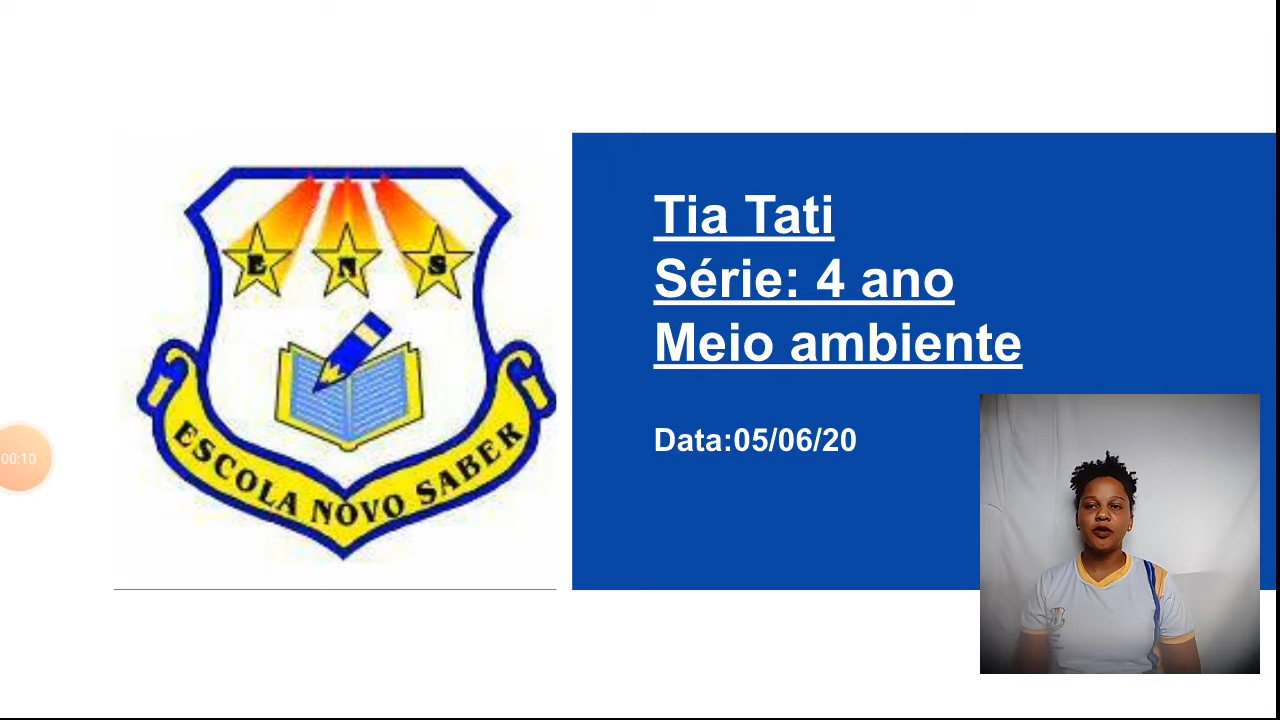 E N S
ESCOLA NOVO SABER
Tia Tati
Série: 4 ano
Meio ambiente
Data:05/06/20
00:10